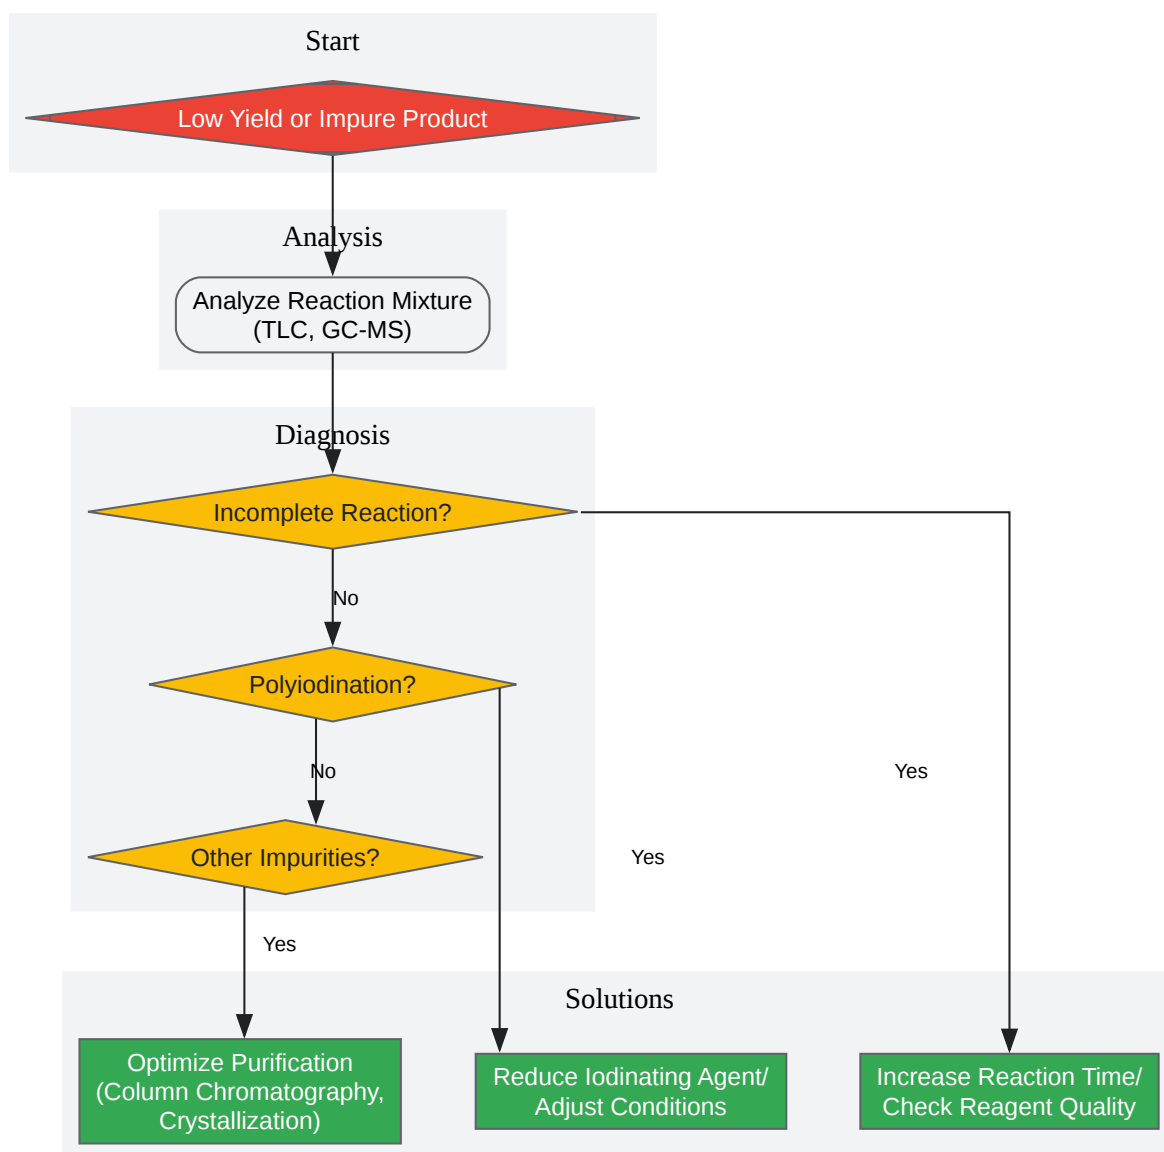 Start
Low Yield or Impure Product
Analysis
Analyze Reaction Mixture
(TLC, GC-MS)
Diagnosis
Incomplete Reaction?
No
Polyiodination?
No
Yes
Other Impurities?
Yes
Yes
Solutions
Optimize Purification
(Column Chromatography,
Crystallization)
Reduce Iodinating Agent/
Adjust Conditions
Increase Reaction Time/
Check Reagent Quality